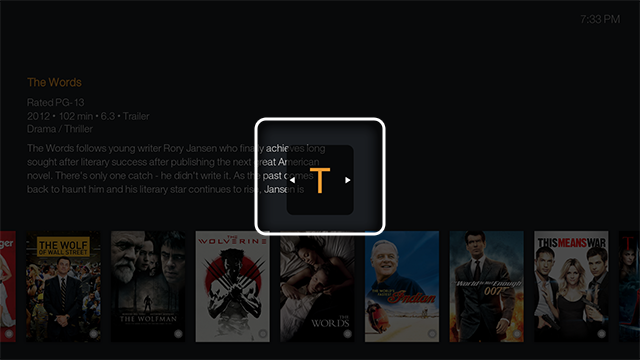 7:33 PM
The Words
Rated PG-13
2012 • 102 min • 6.3 • Trailer
Drama / Thriller
The Words follows young writer Rory Jansen who finally achieves long
sought after literary success after publishing the next great American
novel. There's only one catch - he didn't write it. As the past comes
back to haunt him and his literary star continues to rise, Jansen is
T
THE WOLF
OF WALL STREET
THE WOLFMAN
THE
WOLVERINE
THE
WORDS
THE WORLD'S
FASTEST
Indian
World is not Enough
007
THIS MEANS WAR